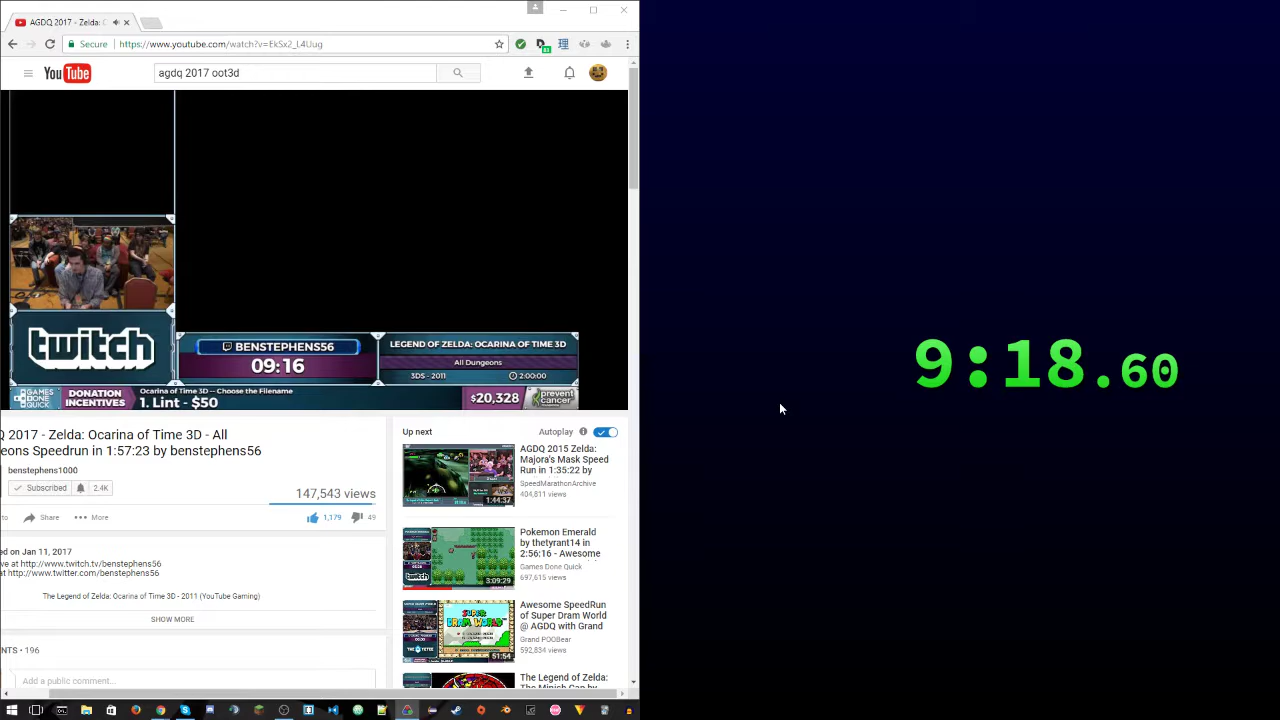 AGDQ 2017 - Zelda: O
Secure
https://www.youtube.com/watch?v=EkSx2_L4Uug
YouTube
agdq 2017 oot3d
twitch
BENSTEPHENS56
09:16
LEGEND OF ZELDA: OCARINA OF TIME 3D
All Dungeons
3DS - 2011
2:00:00
GAMES DONE QUICK
DONATION INCENTIVES
Ocarina of Time 3D -- Choose the Filename
1. Lint - $50
$20,328
prevent cancer
9:18.60
Q 2017 - Zelda: Ocarina of Time 3D - All
eons Speedrun in 1:57:23 by benstephens56
benstephens1000
Subscribed
2.4K
147,543 views
to
Share
More
1,179
49
ed on Jan 11, 2017
ve at http://www.twitch.tv/benstephens56
at http://www.twitter.com/benstephens56
The Legend of Zelda: Ocarina of Time 3D - 2011 (YouTube Gaming)
SHOW MORE
NTS • 196
Add a public comment...
Up next
Autoplay
AGDQ 2015 Zelda:
Majora's Mask Speed
Run in 1:35:22 by
SpeedMarathonArchive
404,811 views
1:44:37
Pokemon Emerald
by thetyrant14 in
2:56:16 - Awesome
Games Done Quick
697,615 views
3:09:29
Awesome SpeedRun
of Super Dram World
@ AGDQ with Grand
Grand POOBear
592,834 views
51:54
The Legend of Zelda:
The Minish Cap by